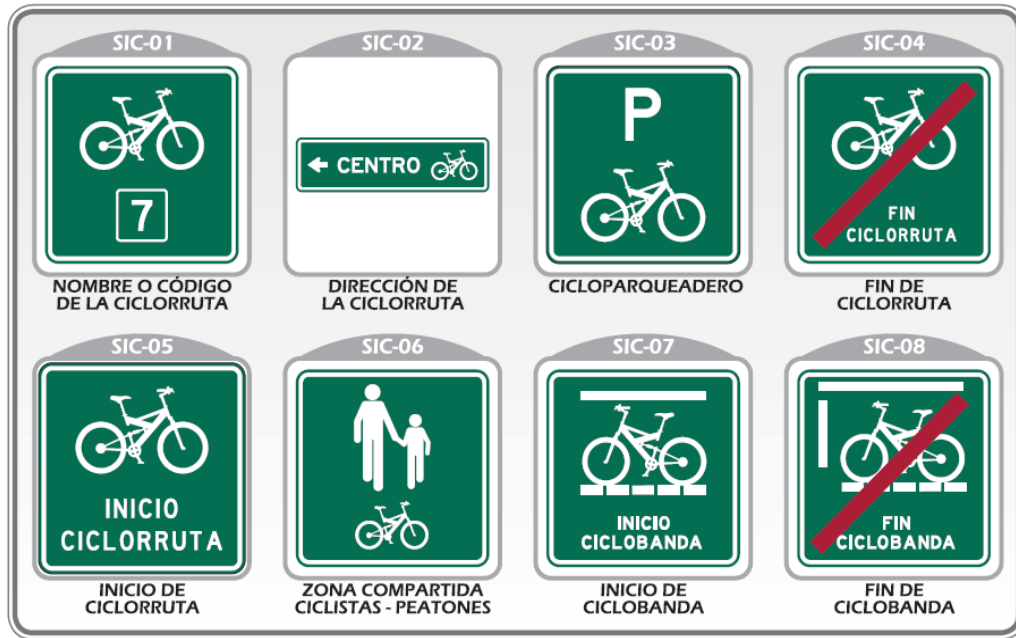 SIC-01
7
NOMBRE O CÓDIGO
DE LA CICLORRUTA
SIC-02
CENTRO
DIRECCIÓN DE
LA CICLORRUTA
SIC-03
P
CICLOPARQUEADERO
SIC-04
FIN
CICLORRUTA
FIN DE
CICLORRUTA
SIC-05
INICIO
CICLORRUTA
INICIO DE
CICLORRUTA
SIC-06
ZONA COMPARTIDA
CICLISTAS - PEATONES
SIC-07
INICIO
CICLOBANDA
INICIO DE
CICLOBANDA
SIC-08
FIN
CICLOBANDA
FIN DE
CICLOBANDA